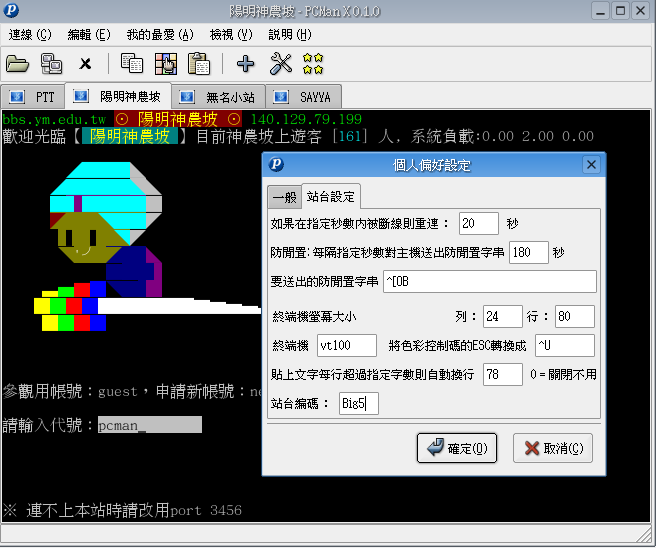 陽明神農坡 - PCMan X 0.1.0
連線 (C) 編輯 (E) 我的最愛 (A) 檢視 (V) 說明 (H)
PTT 陽明神農坡 無名小站 SAYYA
bbs.ym.edu.tw ⊙ 陽明神農坡 ⊙ 140.129.79.199
歡迎光臨【 陽明神農坡 】目前神農坡上遊客 [161] 人, 系統負載:0.00 2.00 0.00
個人偏好設定
一般 站台設定
如果在指定秒數內被斷線則重連： 20 秒
防閒置: 每隔指定秒數對主機送出防閒置字串 180 秒
要送出的防閒置字串 ^[OB
終端機螢幕大小 列： 24 行： 80
終端機 vt100 將色彩控制碼的ESC轉換成 ^U
貼上文字每行超過指定字數則自動換行 78 0 = 關閉不用
站台編碼： Big5
確定(O) 取消(C)
參觀用帳號：guest，申請新帳號：ne
請輸入代號：pcman_
※ 連不上本站時請改用port 3456